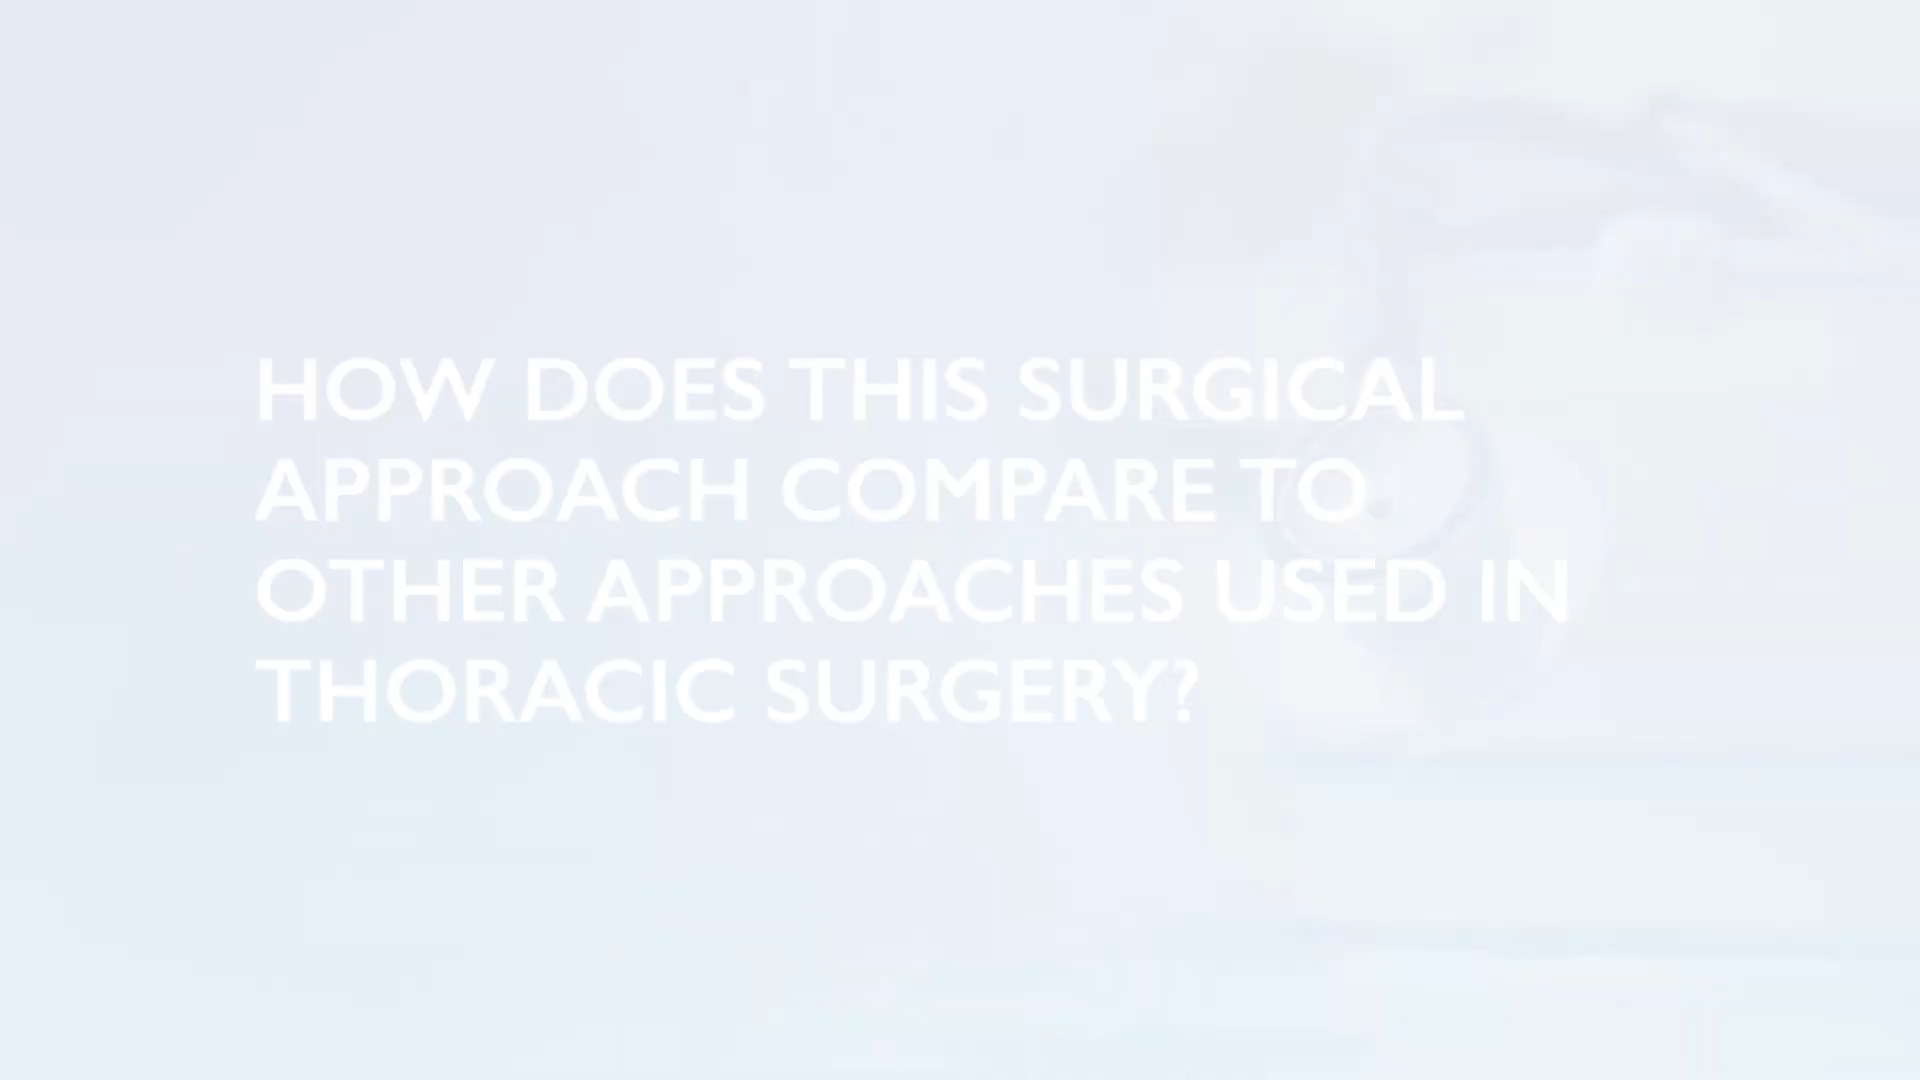 HOW DOES THIS SURGICAL
APPROACH COMPARE TO
OTHER APPROACHES USED IN
THORACIC SURGERY?